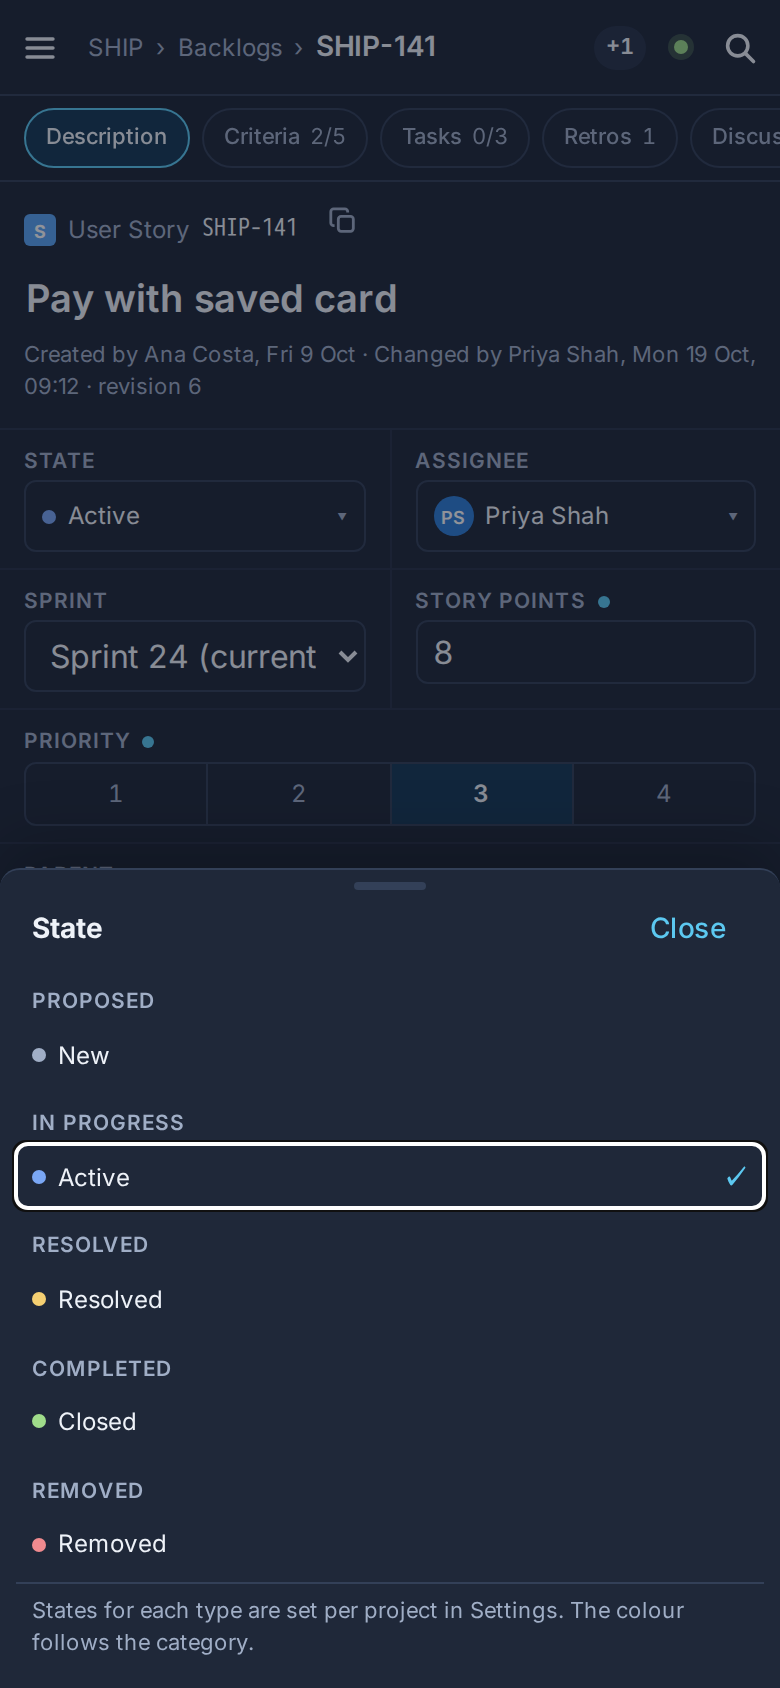 SHIP › Backlogs › SHIP-141 +1
Description Criteria 2/5 Tasks 0/3 Retros 1 Discus
S User Story SHIP-141
Pay with saved card
Created by Ana Costa, Fri 9 Oct · Changed by Priya Shah, Mon 19 Oct,
09:12 · revision 6
STATE ASSIGNEE
Active PS Priya Shah
SPRINT STORY POINTS
Sprint 24 (current 8
PRIORITY
1 2 3 4
PARENT
State Close
PROPOSED
New
IN PROGRESS
Active ✓
RESOLVED
Resolved
COMPLETED
Closed
REMOVED
Removed
States for each type are set per project in Settings. The colour
follows the category.